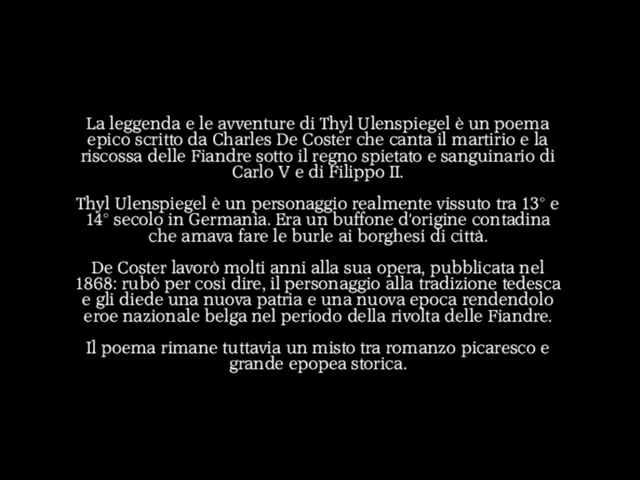 La leggenda e le avventure di Thyl Ulenspiegel è un poema
epico scritto da Charles De Coster che canta il martirio e la
riscossa delle Fiandre sotto il regno spietato e sanguinario di
Carlo V e di Filippo II.
Thyl Ulenspiegel è un personaggio realmente vissuto tra 13° e
14° secolo in Germania. Era un buffone d'origine contadina
che amava fare le burle ai borghesi di città.
De Coster lavorò molti anni alla sua opera, pubblicata nel
1868: rubò per così dire, il personaggio alla tradizione tedesca
e gli diede una nuova patria e una nuova epoca rendendolo
eroe nazionale belga nel periodo della rivolta delle Fiandre.
Il poema rimane tuttavia un misto tra romanzo picaresco e
grande epopea storica.